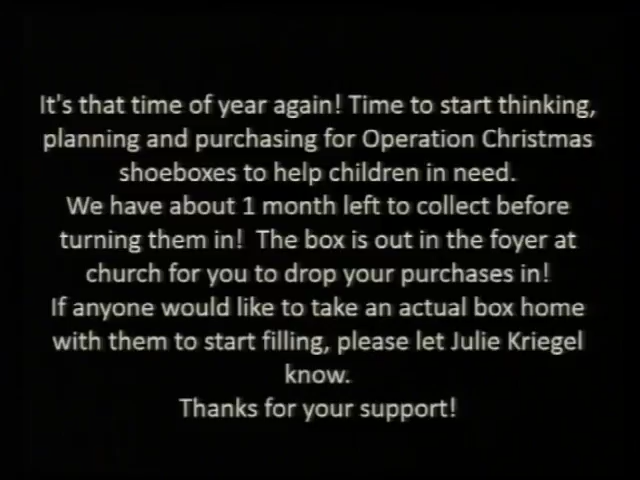 It's that time of year again! Time to start thinking,
planning and purchasing for Operation Christmas
shoeboxes to help children in need.
We have about 1 month left to collect before
turning them in!  The box is out in the foyer at
church for you to drop your purchases in!
If anyone would like to take an actual box home
with them to start filling, please let Julie Kriegel
know.
Thanks for your support!